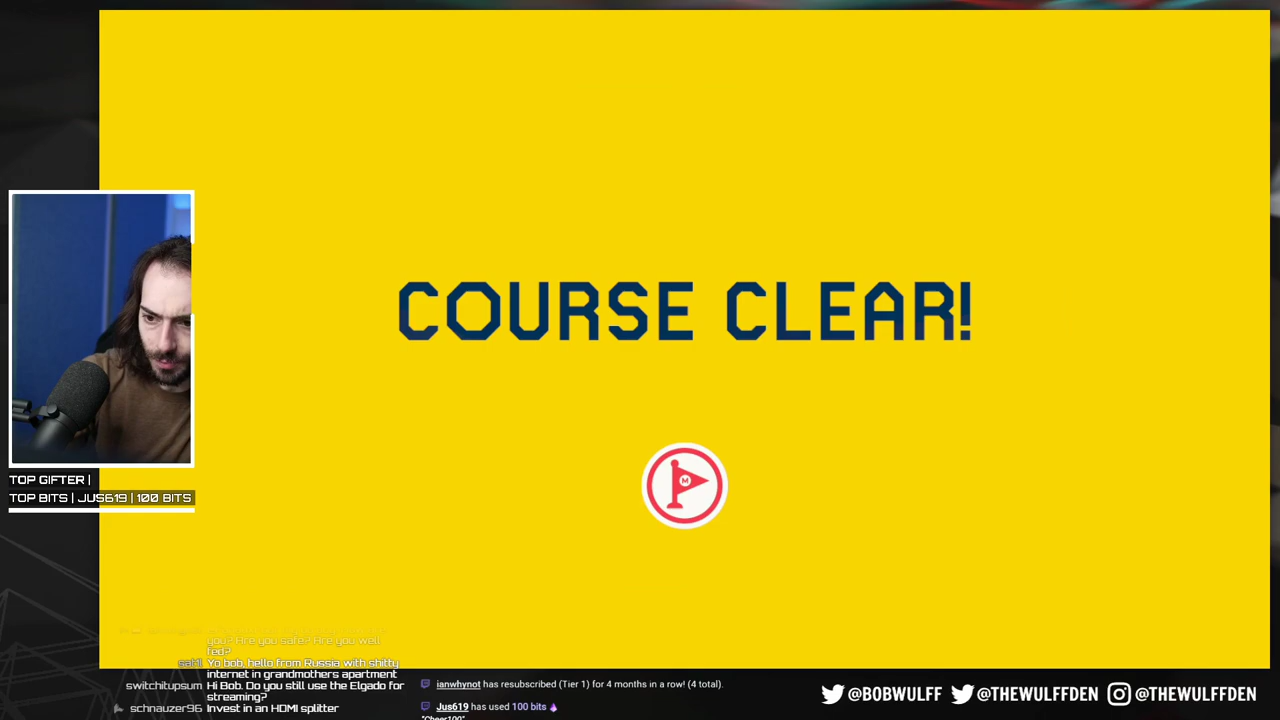 COURSE CLEAR!
M
TOP GIFTER |
TOP BITS | JUS619 | 100 BITS
you? Are you safe? Are you well
fed?
sah1l Yo bob, hello from Russia with shitty
internet in grandmothers apartment
switchitupsum Hi Bob. Do you still use the Elgado for
streaming?
schnauzer96 Invest in an HDMI splitter
ianwhynot has resubscribed (Tier 1) for 4 months in a row! (4 total).
Jus619 has used 100 bits
"Cheer100"
@BOBWULFF @THEWULFFDEN @THEWULFFDEN